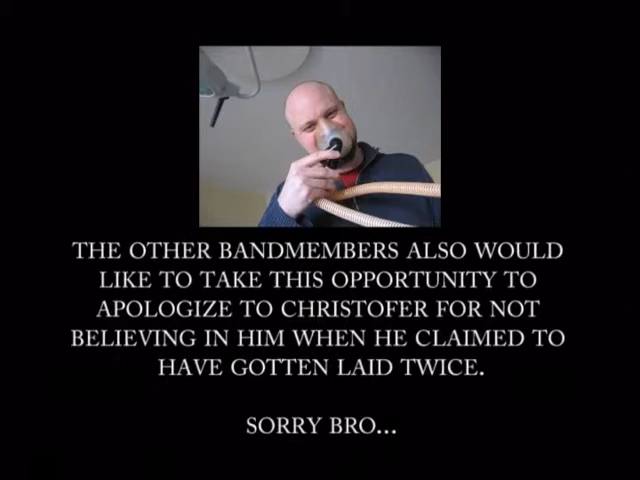 THE OTHER BANDMEMBERS ALSO WOULD
LIKE TO TAKE THIS OPPORTUNITY TO
APOLOGIZE TO CHRISTOFER FOR NOT
BELIEVING IN HIM WHEN HE CLAIMED TO
HAVE GOTTEN LAID TWICE.
SORRY BRO...